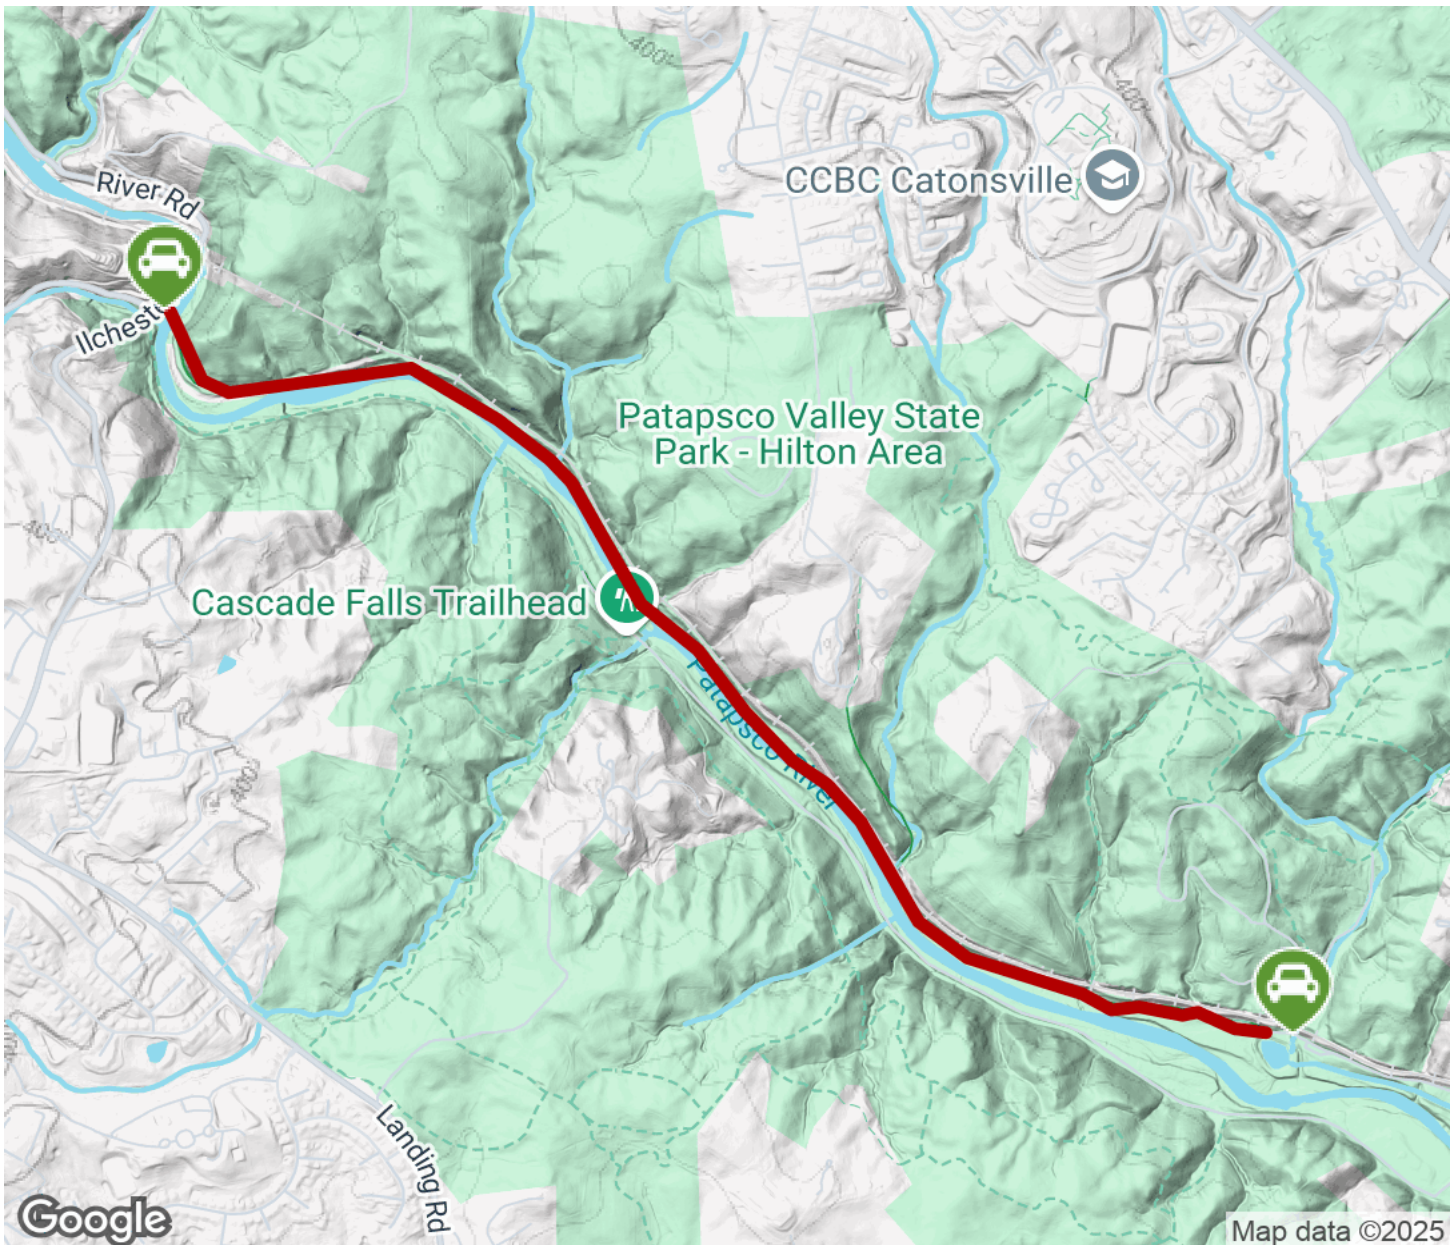 400'
CCBC Catonsville
400'
River Rd
Patapsco Valley State
Park - Hilton Area
400'
Cascade Falls Trailhead
Patapsco River
400'
Landing Rd
Google
Map data ©2025